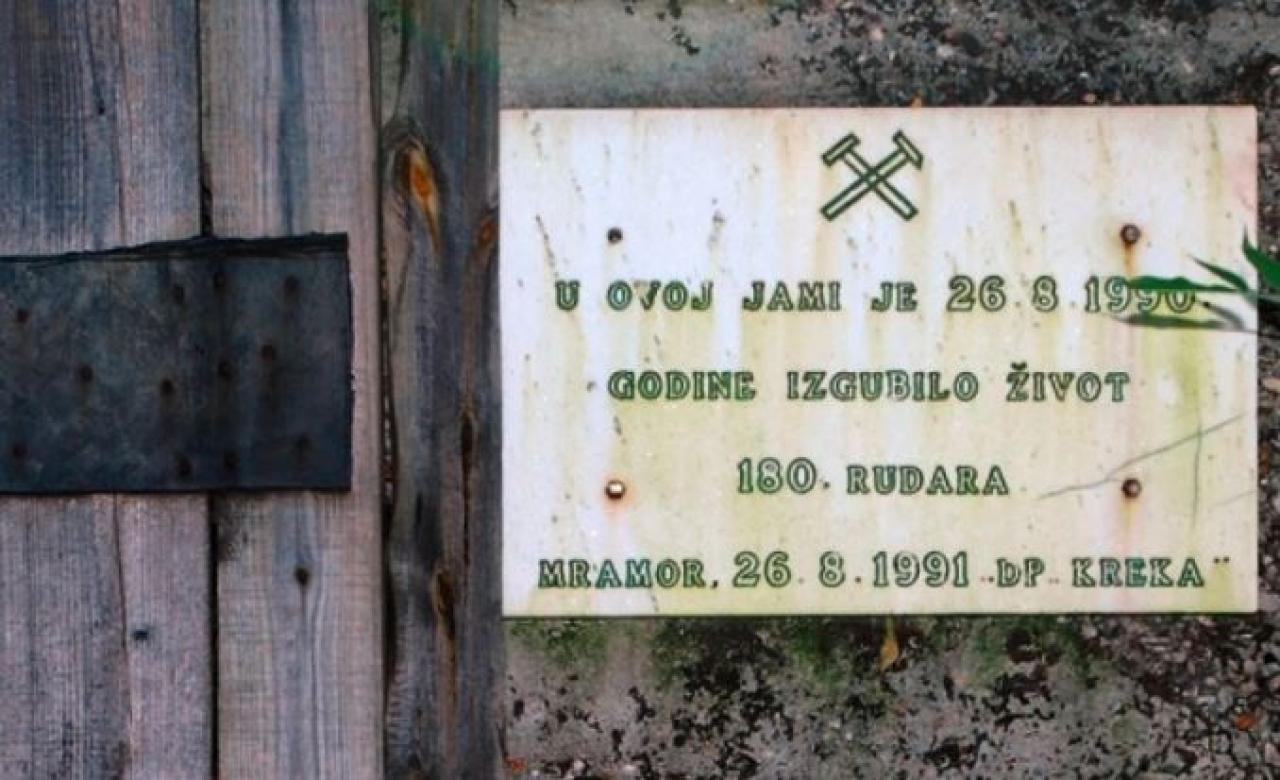 U OVOJ JAMI JE 26 8 1990.
GODINE IZGUBILO ŽIVOT
180. RUDARA
MRAMOR, 26.8.1991 „DP KREKA"